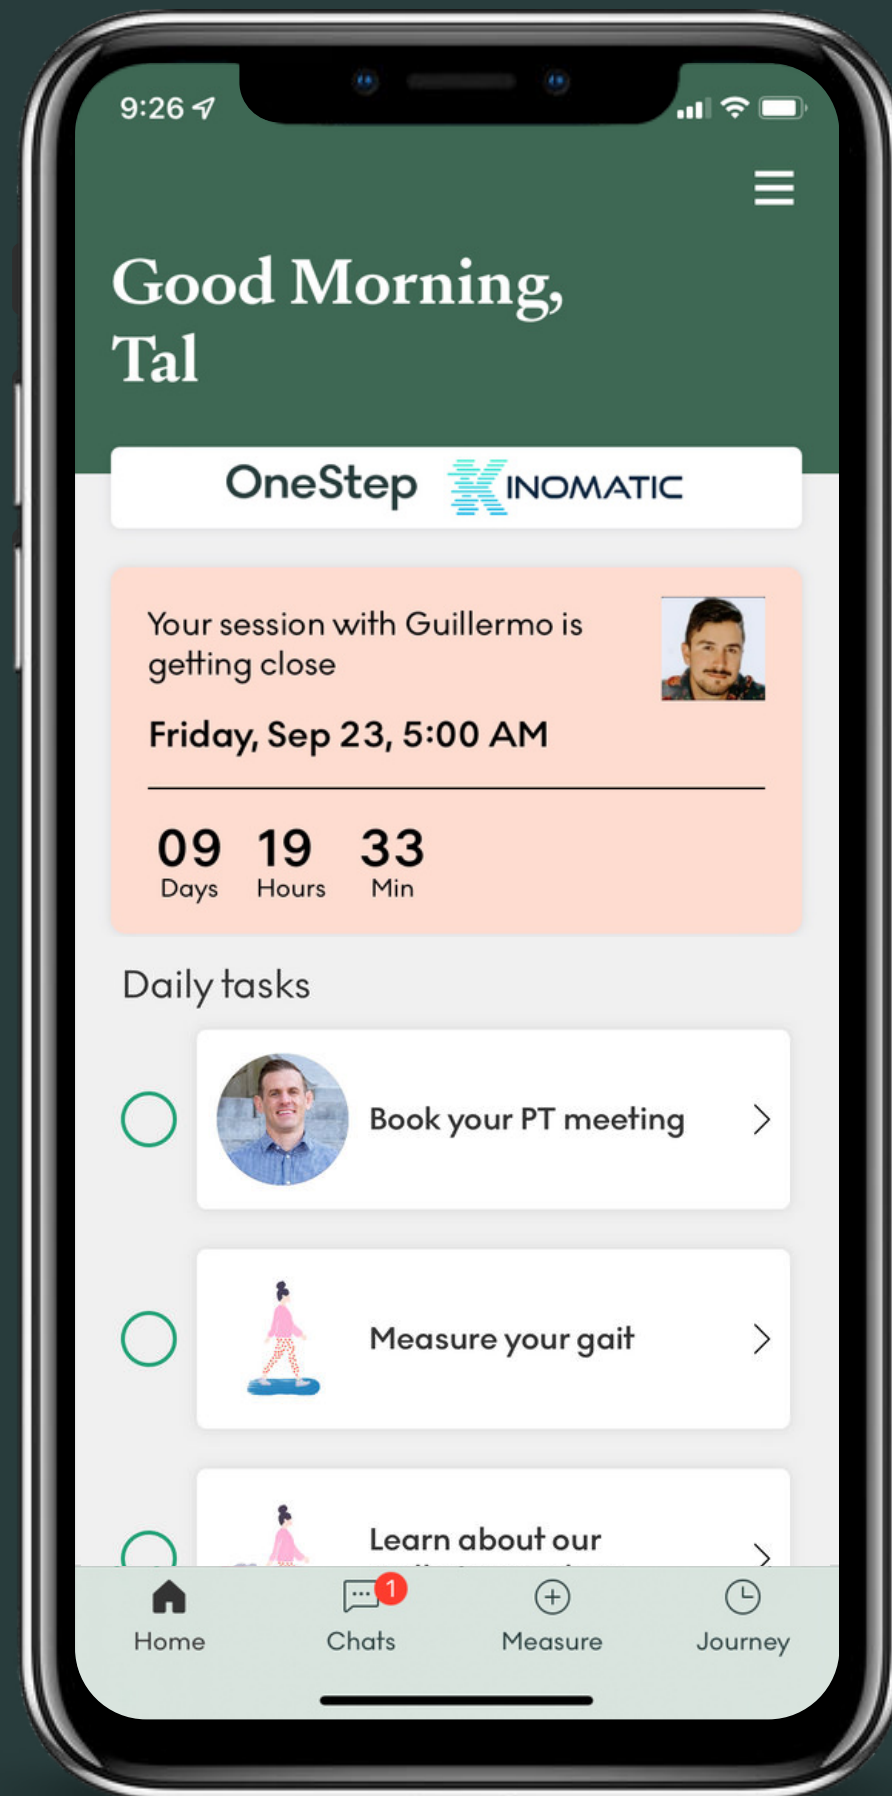 9:26
Good Morning,
Tal
OneStep KINOMATIC
Your session with Guillermo is
getting close
Friday, Sep 23, 5:00 AM
09 19 33
Days Hours Min
Daily tasks
Book your PT meeting
Measure your gait
Learn about our
1
Home Chats Measure Journey